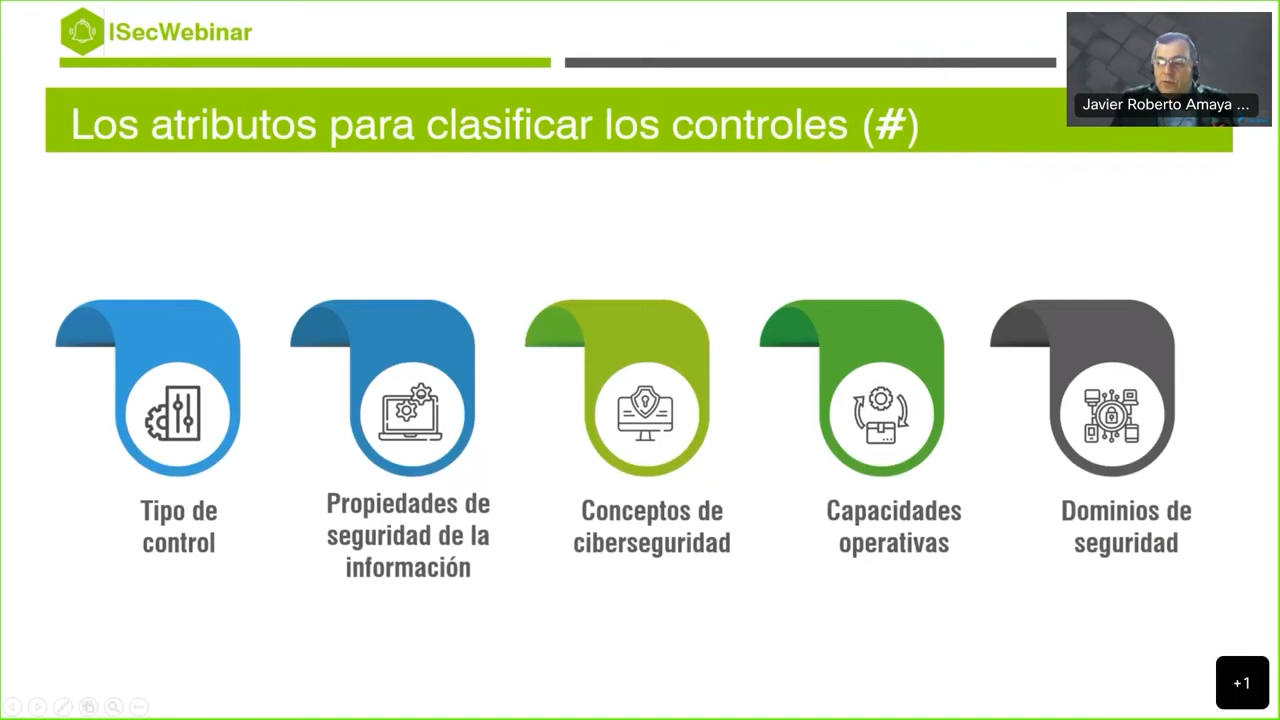 ISecWebinar
Javier Roberto Amaya ...
Los atributos para clasificar los controles (#)
Tipo de
control
Propiedades de
seguridad de la
información
Conceptos de
ciberseguridad
Capacidades
operativas
Dominios de
seguridad
+1